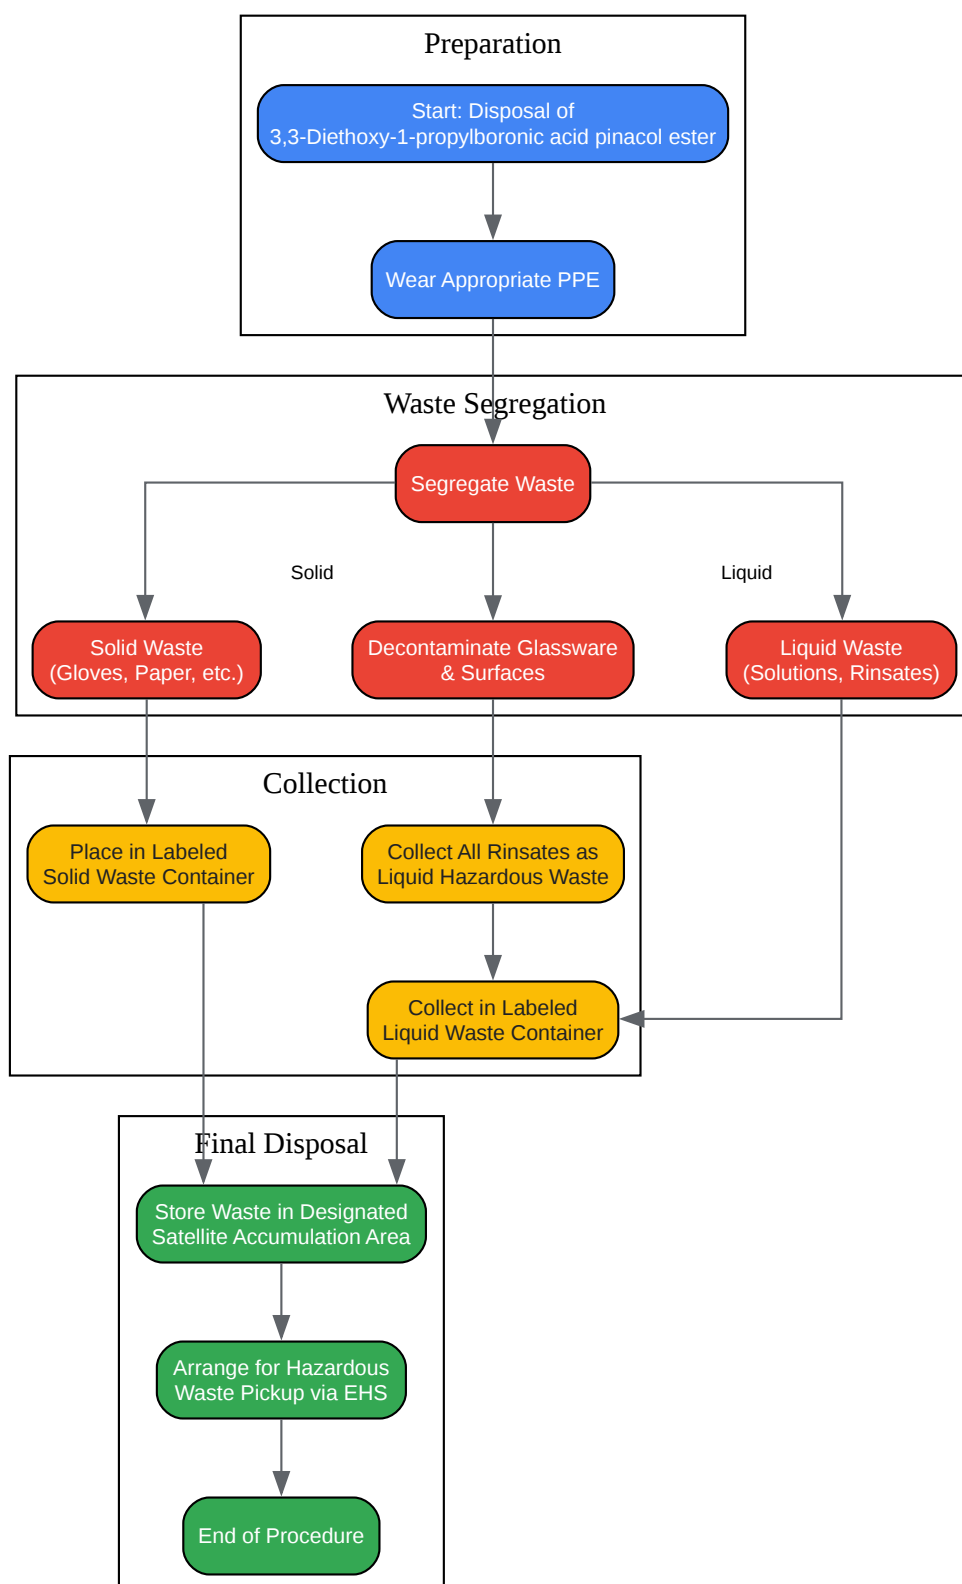 Preparation
Start: Disposal of
3,3-Diethoxy-1-propylboronic acid pinacol ester
Wear Appropriate PPE
Waste Segregation
Segregate Waste
Solid
Liquid
Solid Waste
(Gloves, Paper, etc.)
Decontaminate Glassware
& Surfaces
Liquid Waste
(Solutions, Rinsates)
Collection
Place in Labeled
Solid Waste Container
Collect All Rinsates as
Liquid Hazardous Waste
Collect in Labeled
Liquid Waste Container
Final Disposal
Store Waste in Designated
Satellite Accumulation Area
Arrange for Hazardous
Waste Pickup via EHS
End of Procedure